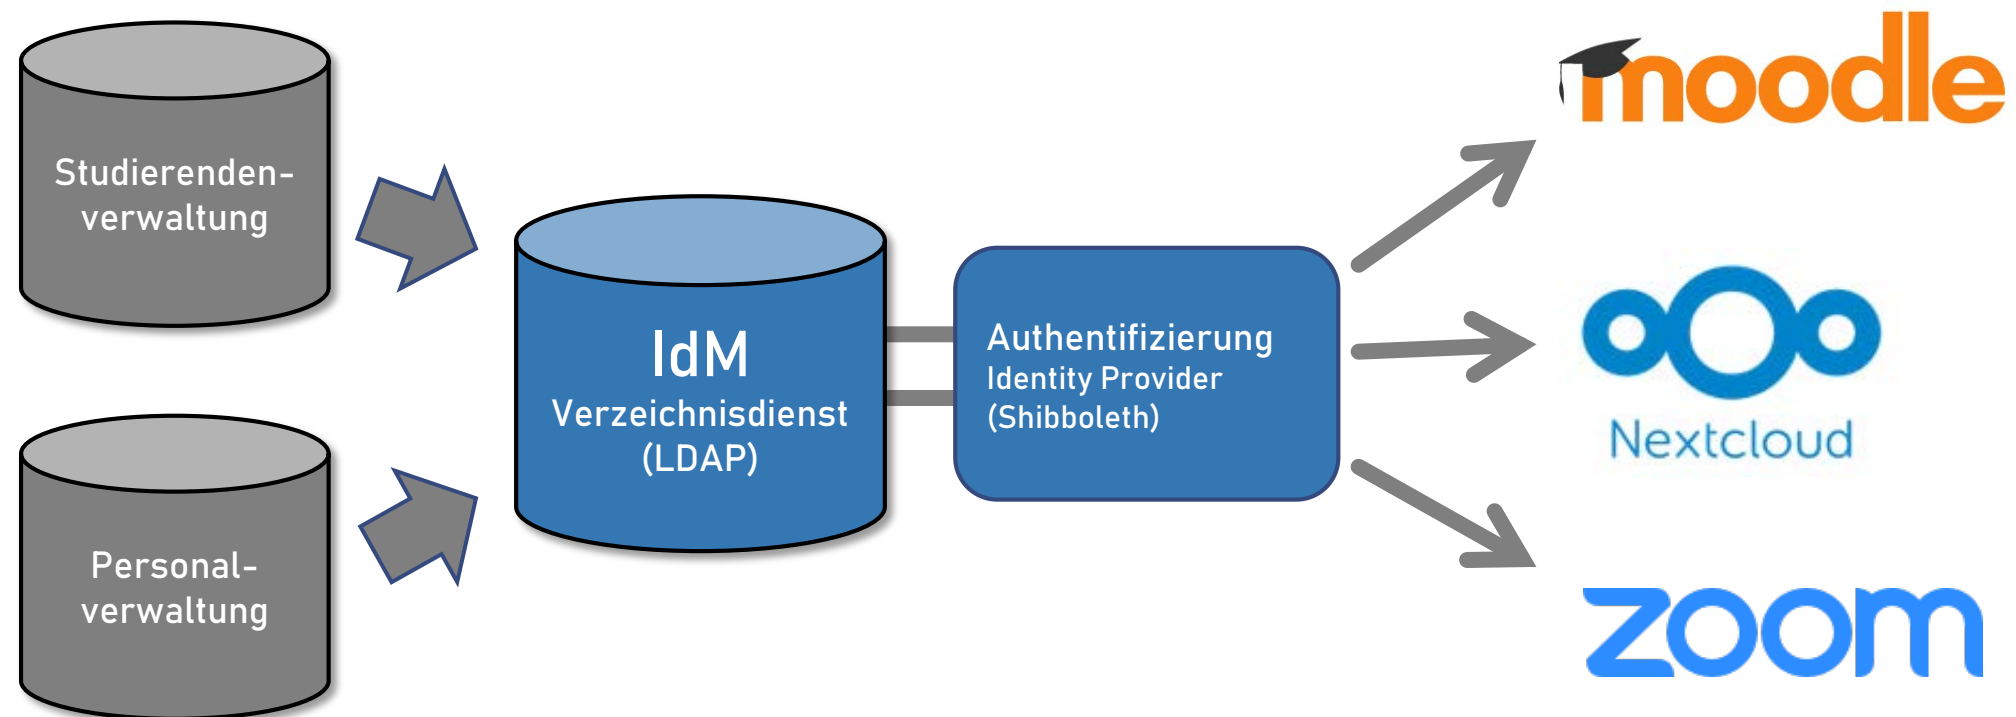 Studierenden-
verwaltung
Personal-
verwaltung
IdM
Verzeichnisdienst
(LDAP)
Authentifizierung
Identity Provider
(Shibboleth)
moodle
Nextcloud
zoom